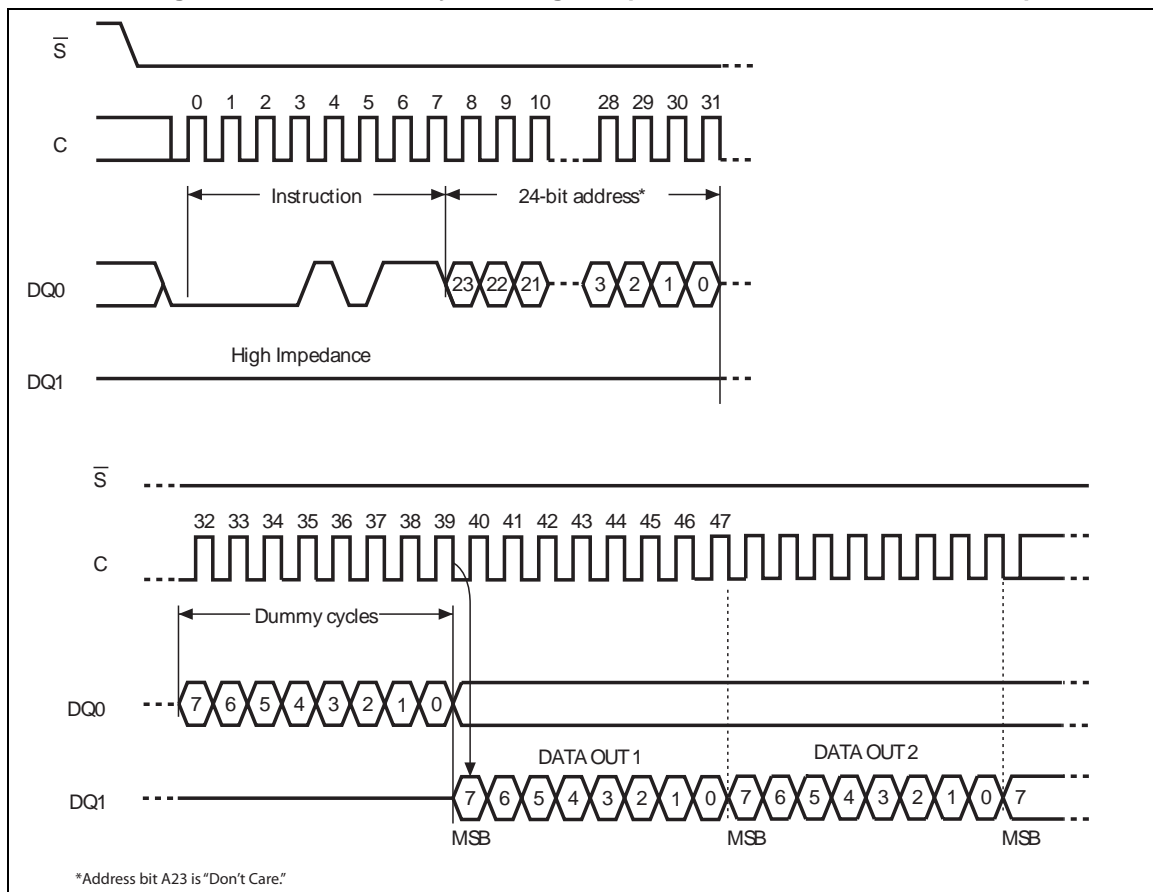 S
0 1 2 3 4 5 6 7 8 9 10 28 29 30 31
C
Instruction 24-bit address*
DQ0 23 22 21 3 2 1 0
High Impedance
DQ1
S
32 33 34 35 36 37 38 39 40 41 42 43 44 45 46 47
C
Dummy cycles
DQ0 7 6 5 4 3 2 1 0
DATA OUT 1 DATA OUT 2
DQ1 7 6 5 4 3 2 1 0 7 6 5 4 3 2 1 0 7
MSB MSB MSB
*Address bit A23 is "Don't Care."